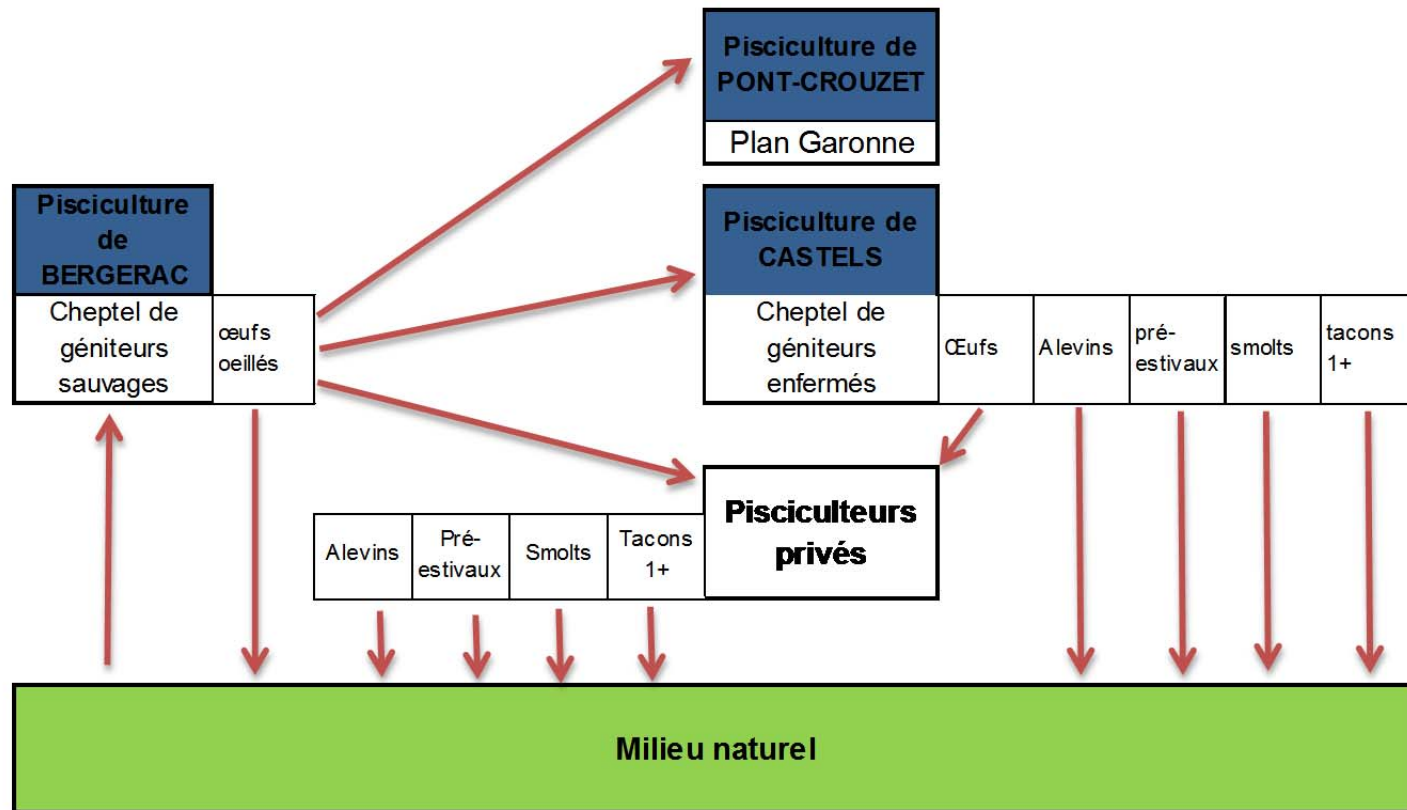 Pisciculture de
PONT-CROUZET
Plan Garonne
Pisciculture
de
BERGERAC
Cheptel de
géniteurs
sauvages
œufs
oeillés
Pisciculture de
CASTELS
Cheptel de
géniteurs
enfermés
Œufs
Alevins
pré-
estivaux
smolts
tacons
1+
Pisciculteurs
privés
Alevins
Pré-
estivaux
Smolts
Tacons
1+
Milieu naturel